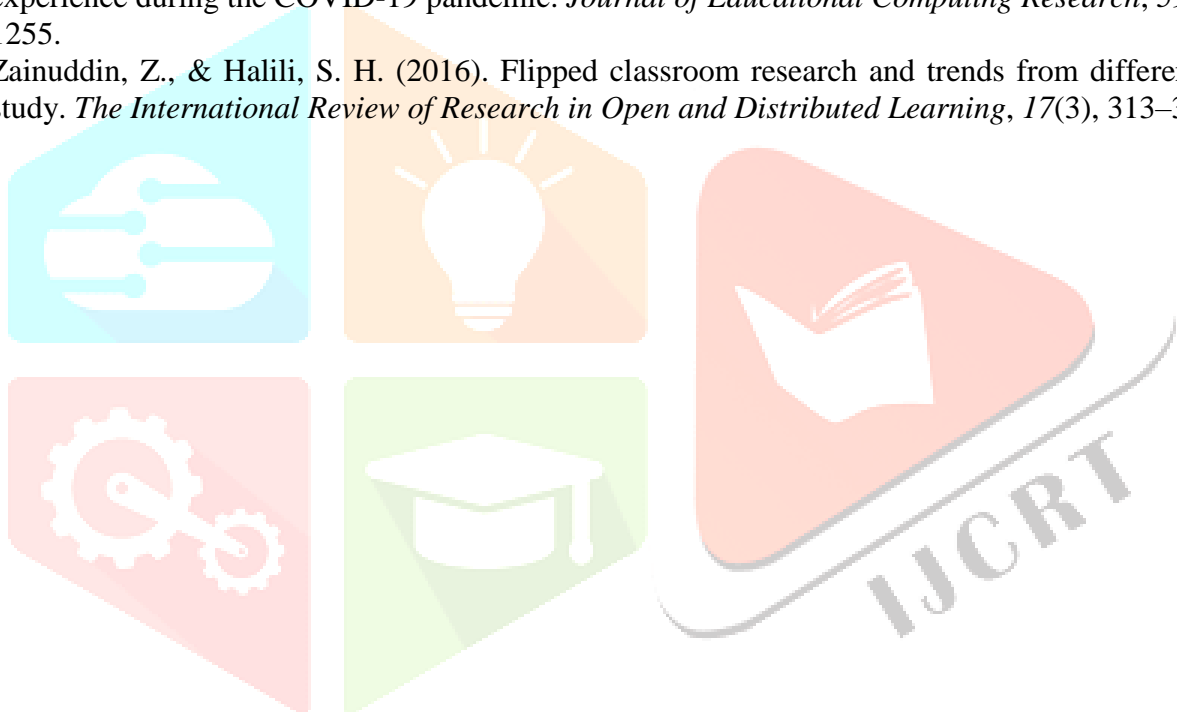 experience during the COVID-19 pandemic. Journal of Educational Computing Research, 59
1255.
Zainuddin, Z., & Halili, S. H. (2016). Flipped classroom research and trends from differe
study. The International Review of Research in Open and Distributed Learning, 17(3), 313–3
IJCRT